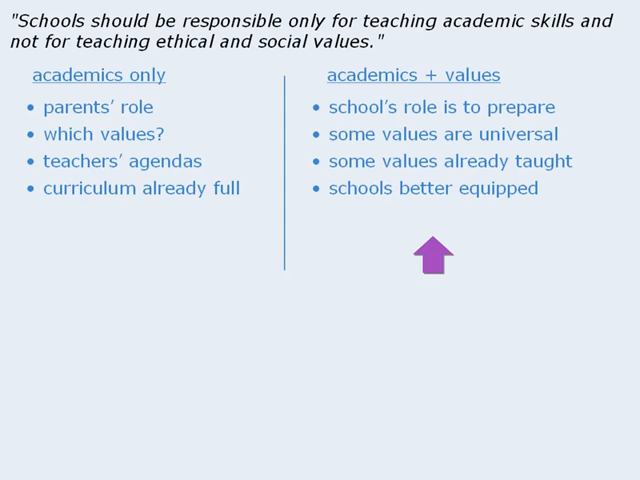 "Schools should be responsible only for teaching academic skills and
not for teaching ethical and social values."
academics only
• parents’ role
• which values?
• teachers’ agendas
• curriculum already full
academics + values
• school’s role is to prepare
• some values are universal
• some values already taught
• schools better equipped